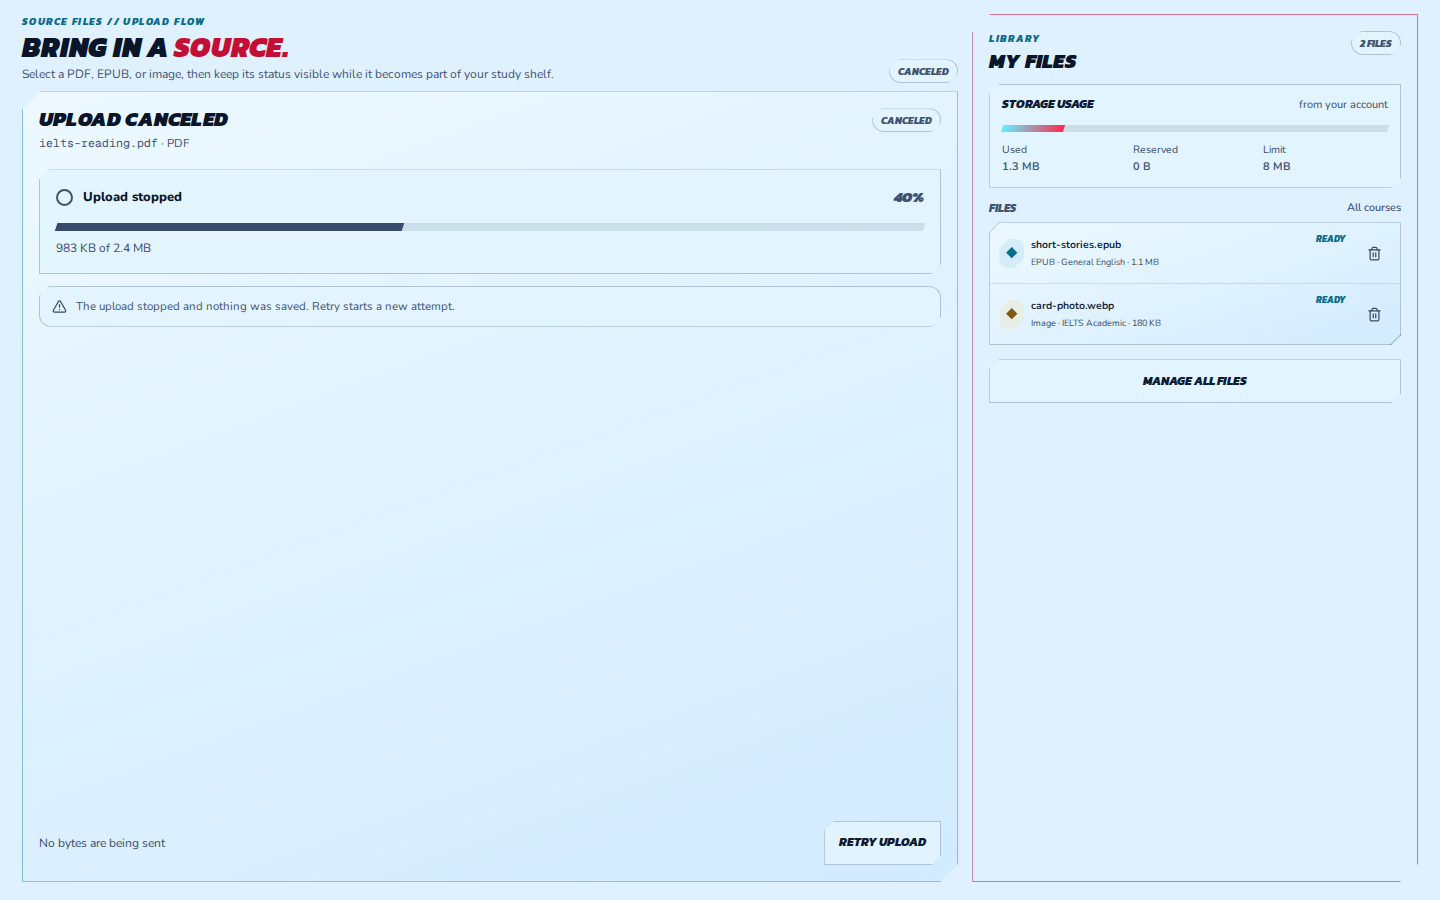 SOURCE FILES // UPLOAD FLOW
BRING IN A SOURCE.
Select a PDF, EPUB, or image, then keep its status visible while it becomes part of your study shelf.
CANCELED
UPLOAD CANCELED
CANCELED
ielts-reading.pdf · PDF
Upload stopped
40%
983 KB of 2.4 MB
The upload stopped and nothing was saved. Retry starts a new attempt.
No bytes are being sent
RETRY UPLOAD
LIBRARY
MY FILES
2 FILES
STORAGE USAGE
from your account
Used
Reserved
Limit
1.3 MB
0 B
8 MB
FILES
All courses
short-stories.epub
READY
EPUB · General English · 1.1 MB
card-photo.webp
READY
Image · IELTS Academic · 180 KB
MANAGE ALL FILES